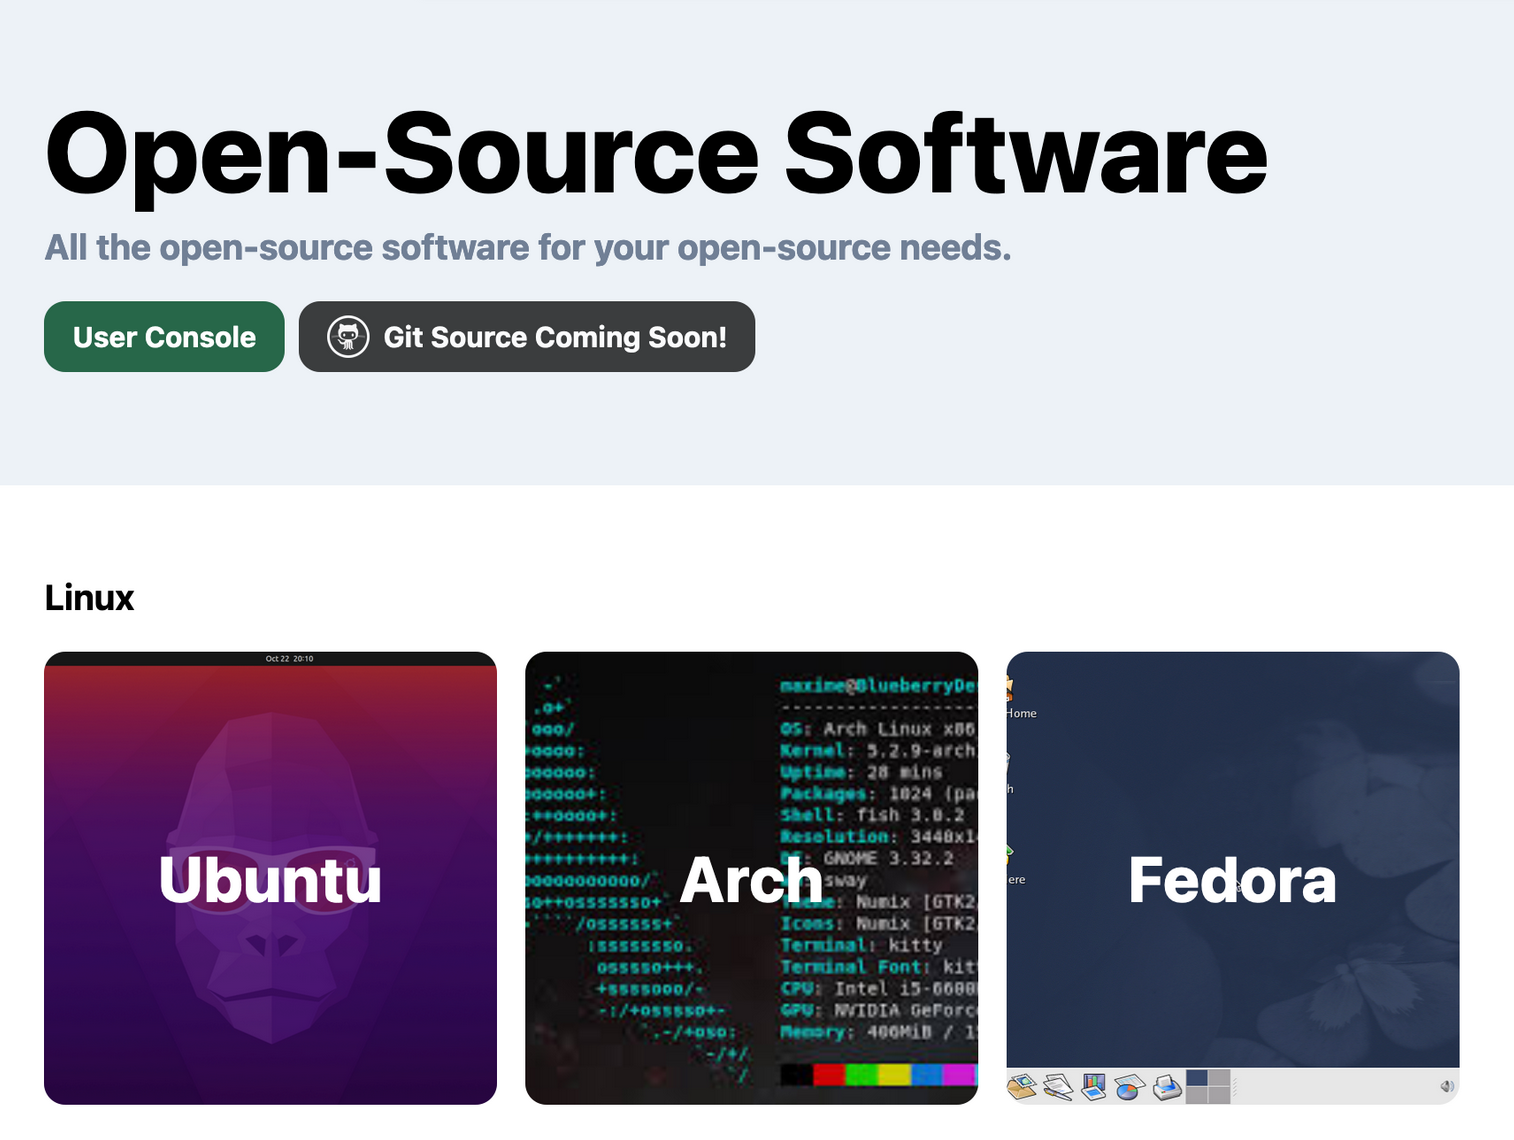 Open-Source Software
All the open-source software for your open-source needs.
User Console
Git Source Coming Soon!
Linux
Oct 22 20:10
Ubuntu
maxime@BlueberryDe
OS: Arch Linux x86
Kernel: 5.2.9-arch
Uptime: 28 mins
Packages: 1024 (pa
Shell: fish 3.0.2
Resolution: 3440x1
GNOME 3.32.2
sway
Theme: Numix [GTK2
Icons: Numix [GTK2
Terminal: kitty
Terminal Font: kit
CPU: Intel i5-6600
GPU: NVIDIA GeForc
Memory: 406MiB / 1
Arch
Home
h
ere
Fedora